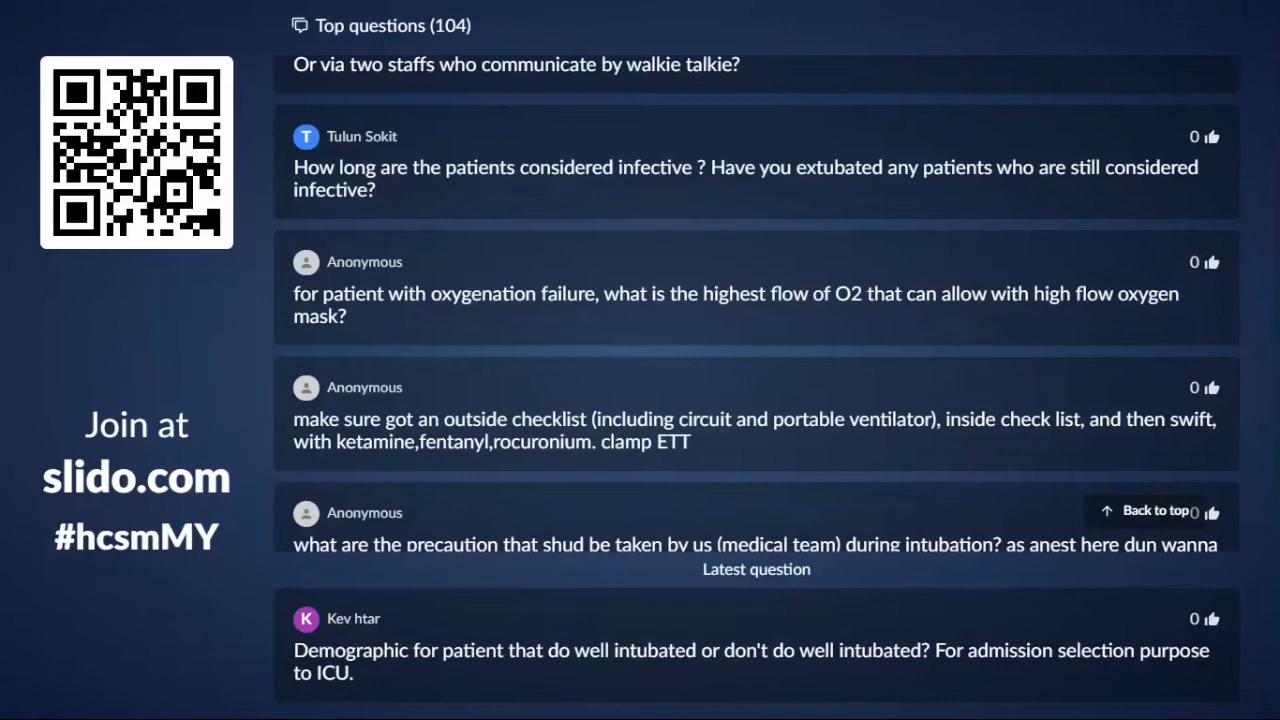 Top questions (104)
Or via two staffs who communicate by walkie talkie?
T Tulun Sokit 0
How long are the patients considered infective ? Have you extubated any patients who are still considered
infective?
Anonymous 0
for patient with oxygenation failure, what is the highest flow of O2 that can allow with high flow oxygen
mask?
Anonymous 0
make sure got an outside checklist (including circuit and portable ventilator), inside check list, and then swift,
with ketamine,fentanyl,rocuronium. clamp ETT
Anonymous 0
Back to top
what are the precaution that shud be taken by us (medical team) during intubation? as anest here dun wanna
Latest question
K Kev htar 0
Demographic for patient that do well intubated or don't do well intubated? For admission selection purpose
to ICU.
Join at
slido.com
#hcsmMY